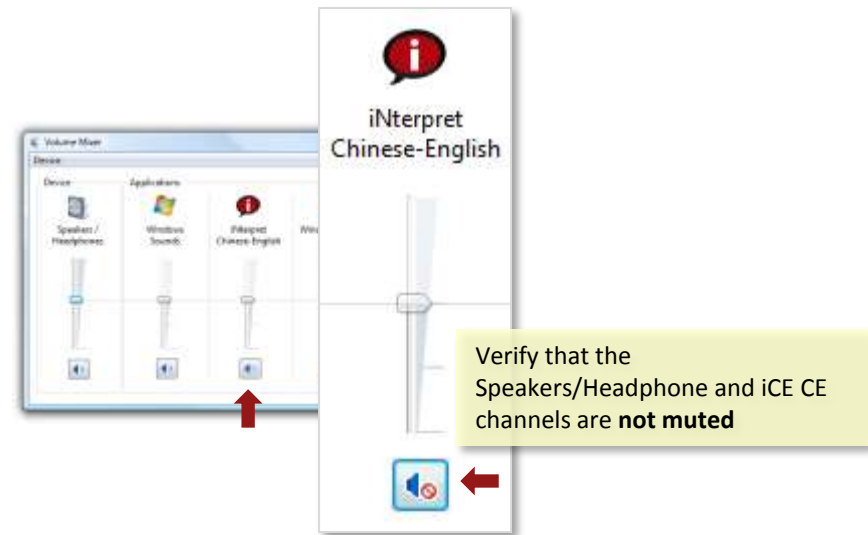 iNterpret
Chinese-English
Volume Mixer
Device
Device
Applications
Speakers /
Headphones
Windows
Sounds
iNterpret
Chinese-English
Verify that the
Speakers/Headphone and iCE CE
channels are not muted